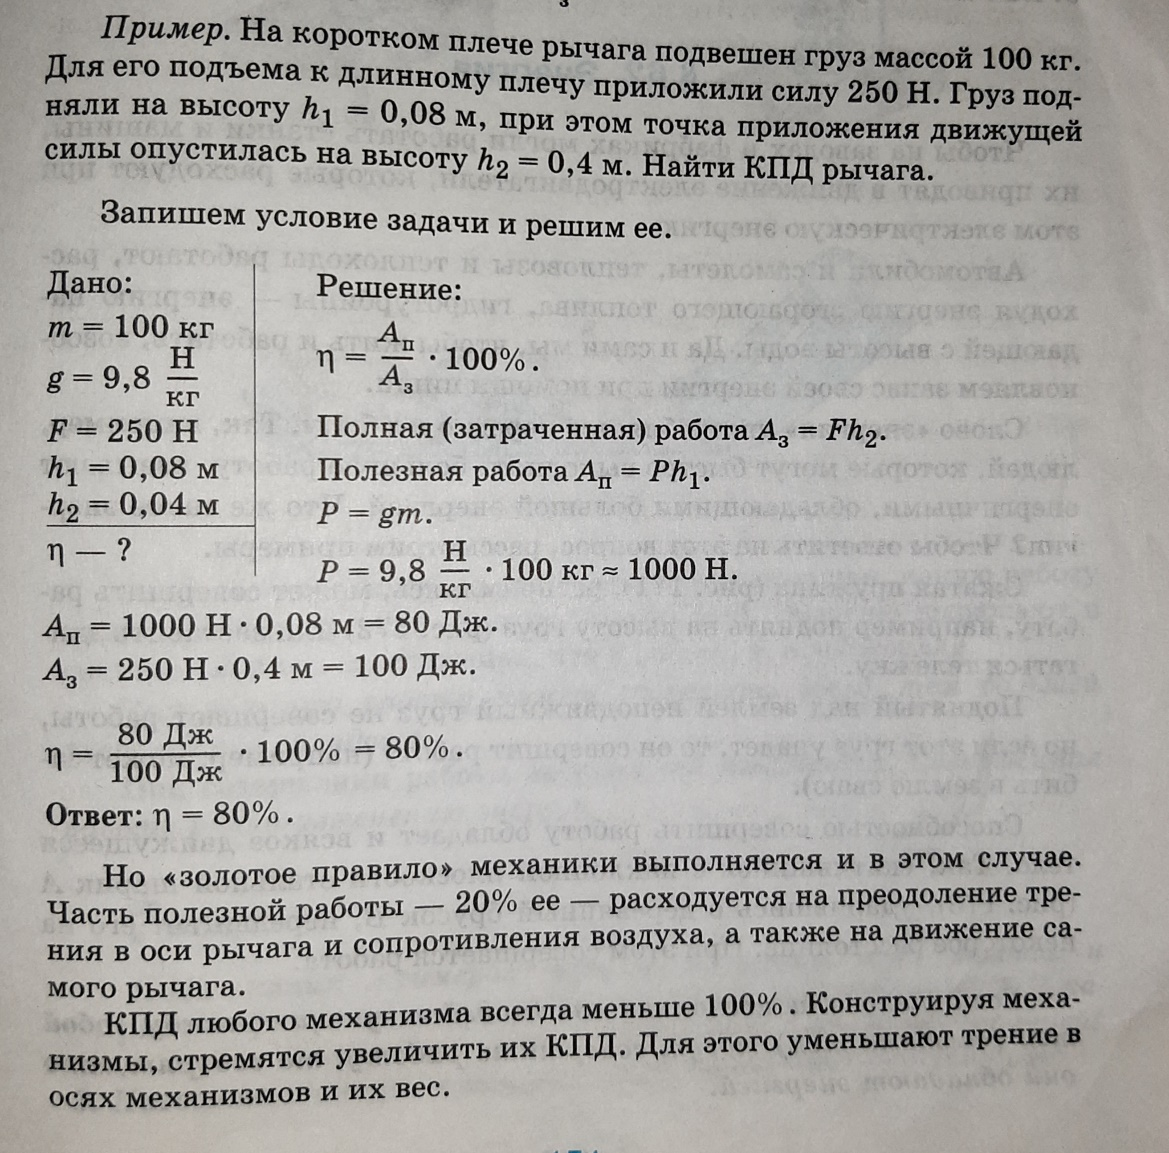 Пример. На коротком плече рычага подвешен груз массой 100 кг.
Для его подъема к длинному плечу приложили силу 250 Н. Груз под-
няли на высоту h₁ = 0,08 м, при этом точка приложения движущей
силы опустилась на высоту h₂ = 0,4 м. Найти КПД рычага.
Запишем условие задачи и решим ее.
Дано:
m = 100 кг
g = 9,8 Н/кг
F = 250 Н
h₁ = 0,08 м
h₂ = 0,04 м
η — ?
Решение:
η = Aп/Aз · 100%.
Полная (затраченная) работа Aз = Fh₂.
Полезная работа Aп = Ph₁.
P = gm.
P = 9,8 Н/кг · 100 кг ≈ 1000 Н.
Aп = 1000 Н · 0,08 м = 80 Дж.
Aз = 250 Н · 0,4 м = 100 Дж.
η = 80 Дж/100 Дж · 100% = 80%.
Ответ: η = 80%.
Но «золотое правило» механики выполняется и в этом случае.
Часть полезной работы — 20% ее — расходуется на преодоление тре-
ния в оси рычага и сопротивления воздуха, а также на движение са-
мого рычага.
КПД любого механизма всегда меньше 100%. Конструируя меха-
низмы, стремятся увеличить их КПД. Для этого уменьшают трение в
осях механизмов и их вес.